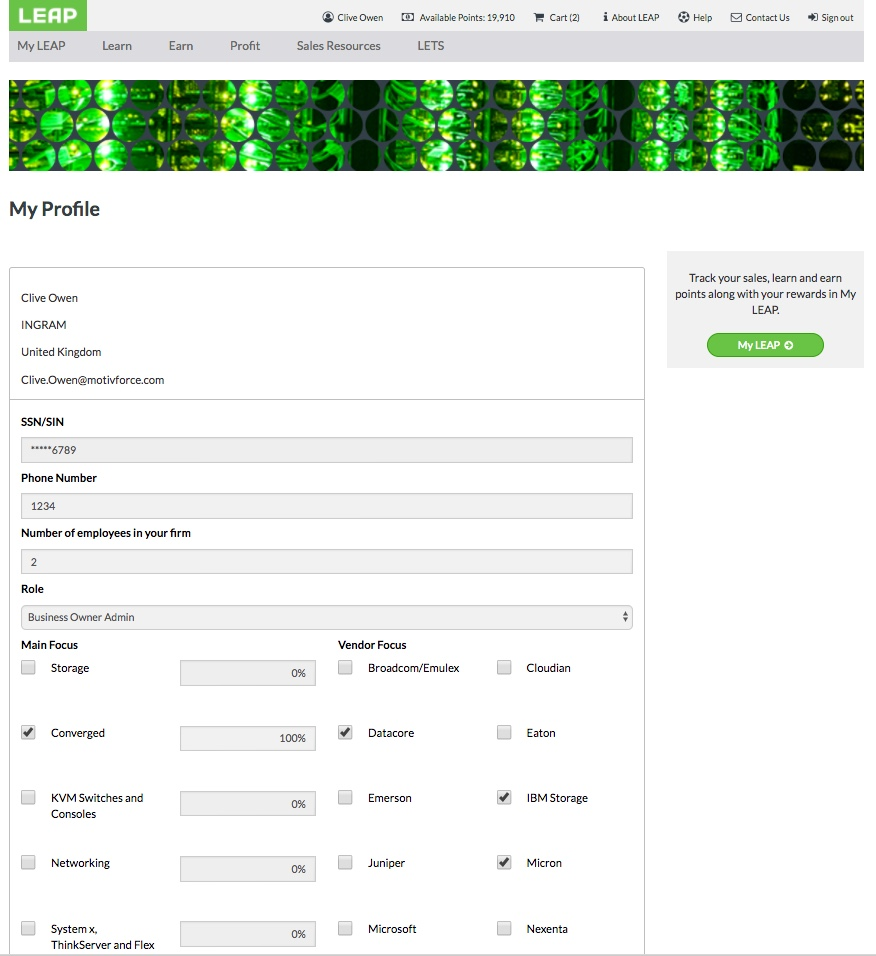 LEAP
Clive Owen Available Points: 19,910 Cart (2) About LEAP Help Contact Us Sign out
My LEAP Learn Earn Profit Sales Resources LETS
My Profile
Track your sales, learn and earn
points along with your rewards in My
LEAP.
My LEAP
Clive Owen
INGRAM
United Kingdom
Clive.Owen@motivforce.com
SSN/SIN
*****6789
Phone Number
1234
Number of employees in your firm
2
Role
Business Owner Admin
Main Focus Vendor Focus
Storage 0% Broadcom/Emulex Cloudian
Converged 100% Datacore Eaton
KVM Switches and
Consoles 0% Emerson IBM Storage
Networking 0% Juniper Micron
System x,
ThinkServer and Flex 0% Microsoft Nexenta